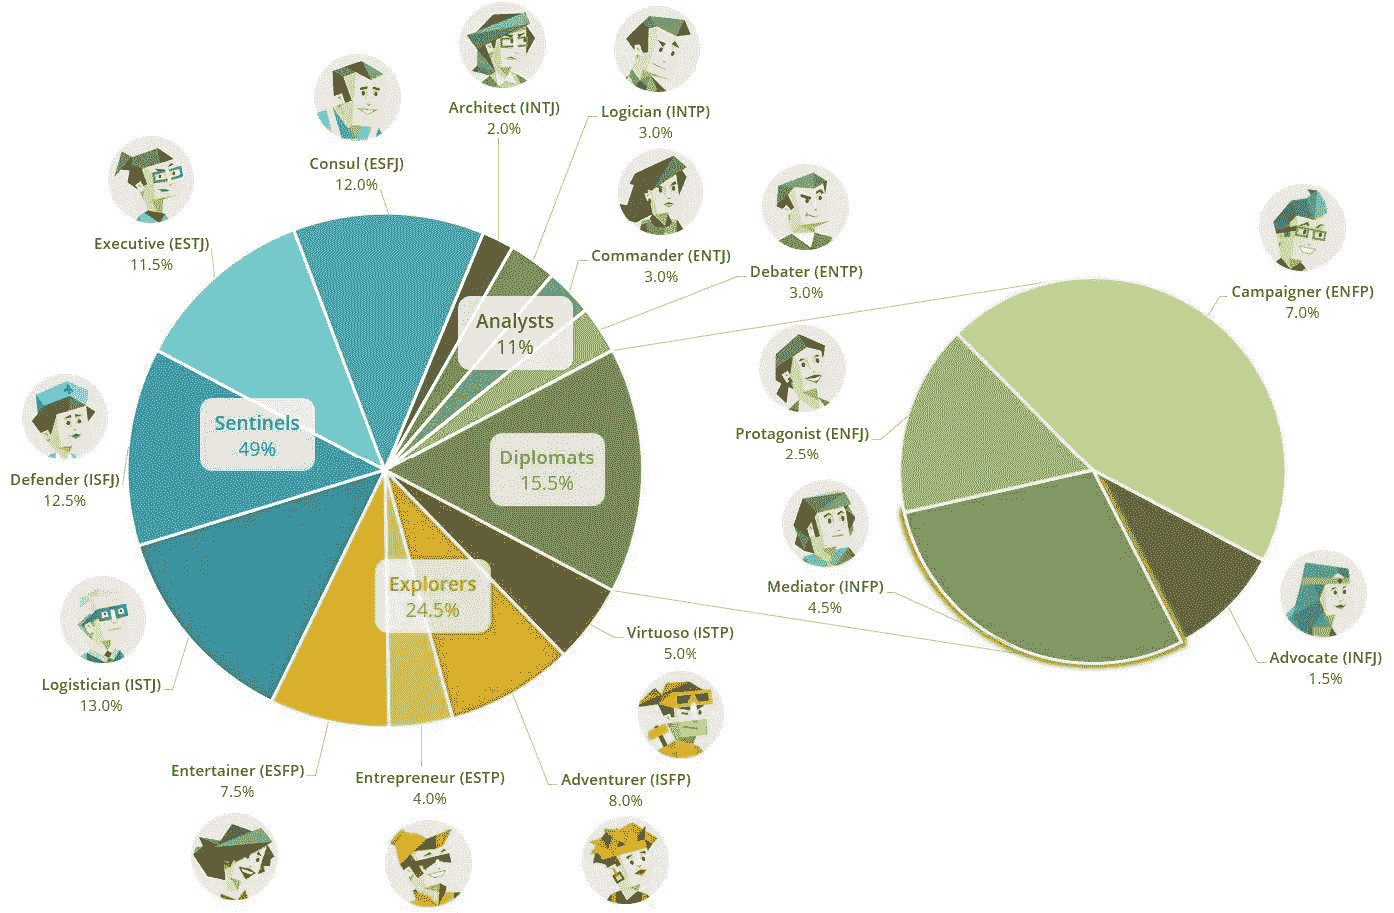 Architect (INTJ)
2.0%
Logician (INTP)
3.0%
Consul (ESFJ)
12.0%
Executive (ESTJ)
11.5%
Commander (ENTJ)
3.0%
Debater (ENTP)
3.0%
Campaigner (ENFP)
7.0%
Analysts
11%
Sentinels
49%
Diplomats
15.5%
Protagonist (ENFJ)
2.5%
Defender (ISFJ)
12.5%
Explorers
24.5%
Mediator (INFP)
4.5%
Virtuoso (ISTP)
5.0%
Advocate (INFJ)
1.5%
Logistician (ISTJ)
13.0%
Entertainer (ESFP)
7.5%
Entrepreneur (ESTP)
4.0%
Adventurer (ISFP)
8.0%